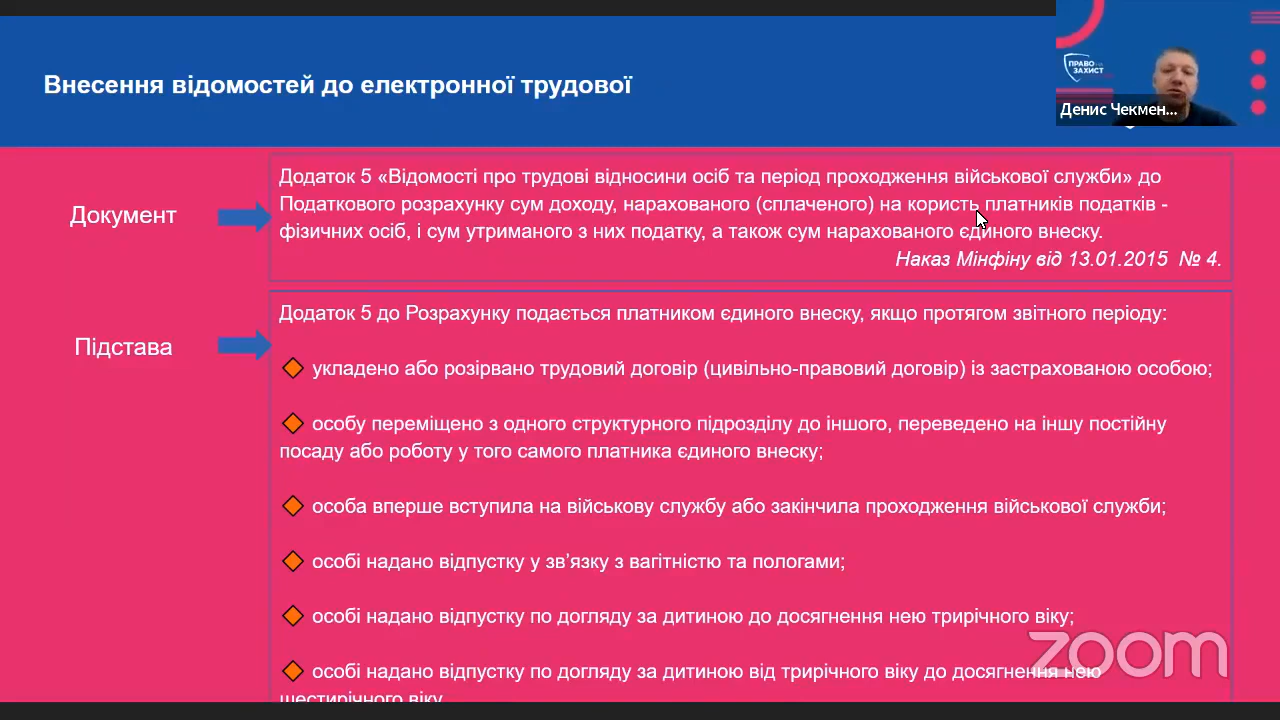 Внесення відомостей до електронної трудової
ПРАВО НА
ЗАХИСТ
Денис Чекмен...
Документ
Додаток 5 «Відомості про трудові відносини осіб та період проходження військової служби» до
Податкового розрахунку сум доходу, нарахованого (сплаченого) на користь платників податків -
фізичних осіб, і сум утриманого з них податку, а також сум нарахованого єдиного внеску.
Наказ Мінфіну від 13.01.2015 № 4.
Підстава
Додаток 5 до Розрахунку подається платником єдиного внеску, якщо протягом звітного періоду:
укладено або розірвано трудовий договір (цивільно-правовий договір) із застрахованою особою;
особу переміщено з одного структурного підрозділу до іншого, переведено на іншу постійну
посаду або роботу у того самого платника єдиного внеску;
особа вперше вступила на військову службу або закінчила проходження військової служби;
особі надано відпустку у зв’язку з вагітністю та пологами;
особі надано відпустку по догляду за дитиною до досягнення нею трирічного віку;
особі надано відпустку по догляду за дитиною від трирічного віку до досягнення нею
шестирічного віку
zoom